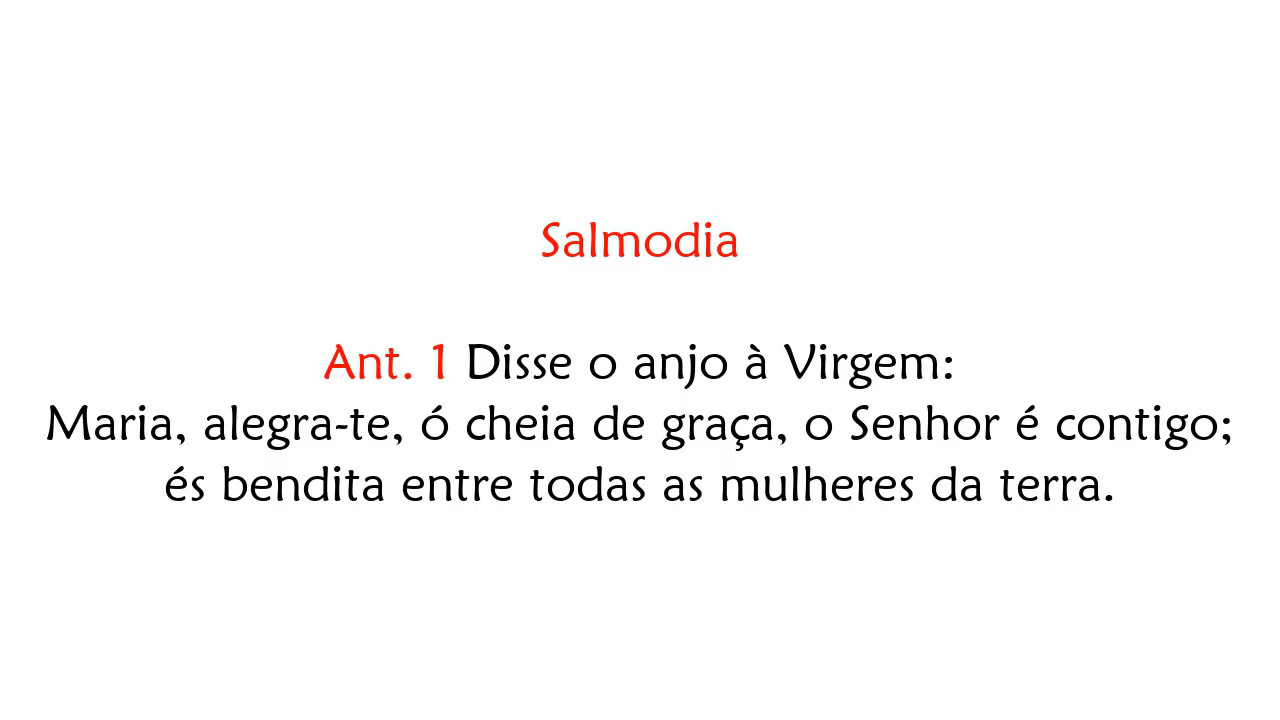 Salmodia
Ant. 1 Disse o anjo à Virgem:
Maria, alegra-te, ó cheia de graça, o Senhor é contigo;
és bendita entre todas as mulheres da terra.